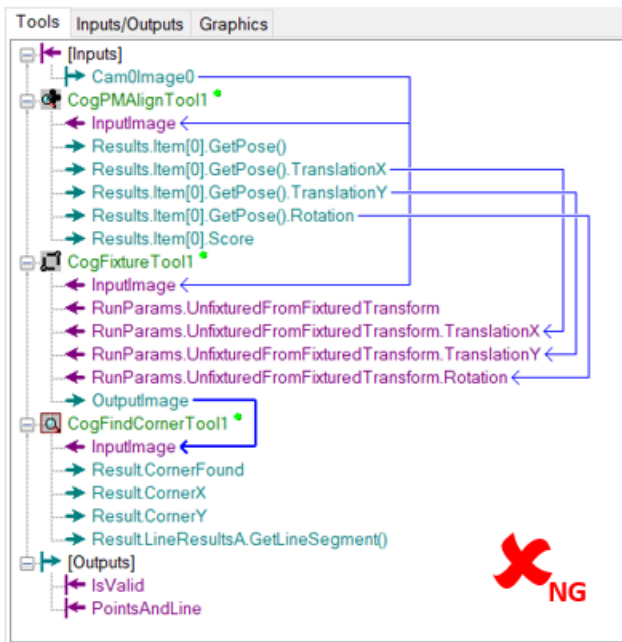 Tools Inputs/Outputs Graphics
[Inputs]
Cam0Image0
CogPMAlignTool1
InputImage
Results.Item[0].GetPose()
Results.Item[0].GetPose().TranslationX
Results.Item[0].GetPose().TranslationY
Results.Item[0].GetPose().Rotation
Results.Item[0].Score
CogFixtureTool1
InputImage
RunParams.UnfixturedFromFixturedTransform
RunParams.UnfixturedFromFixturedTransform.TranslationX
RunParams.UnfixturedFromFixturedTransform.TranslationY
RunParams.UnfixturedFromFixturedTransform.Rotation
OutputImage
CogFindCornerTool1
InputImage
Result.CornerFound
Result.CornerX
Result.CornerY
Result.LineResultsA.GetLineSegment()
[Outputs]
IsValid
PointsAndLine
NG